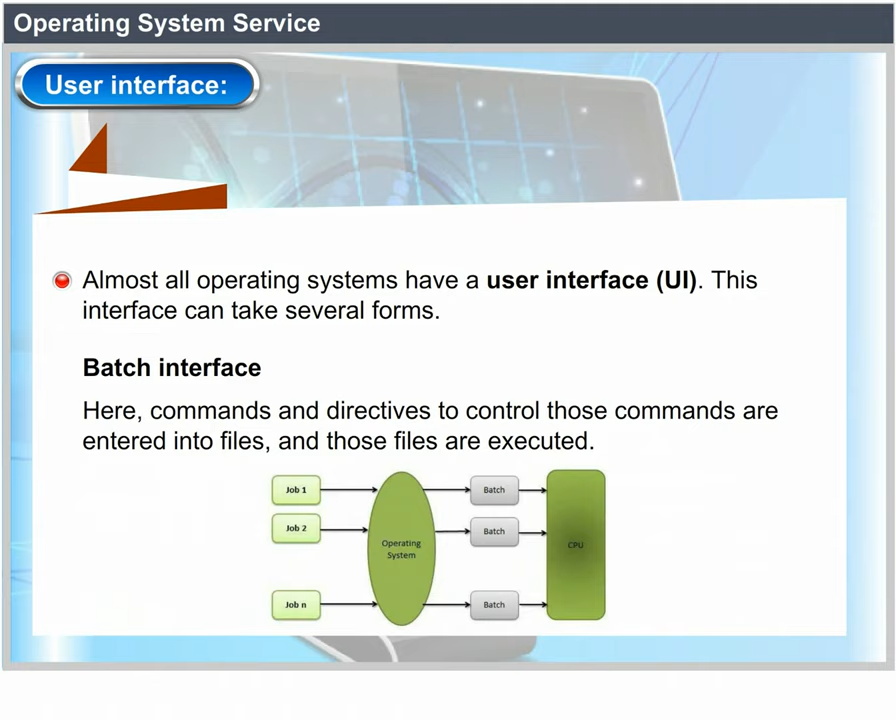 Operating System Service
User interface:
Almost all operating systems have a user interface (UI). This
interface can take several forms.
Batch interface
Here, commands and directives to control those commands are
entered into files, and those files are executed.
Job 1
Batch
Job 2
Batch
Operating
System
CPU
Job n
Batch